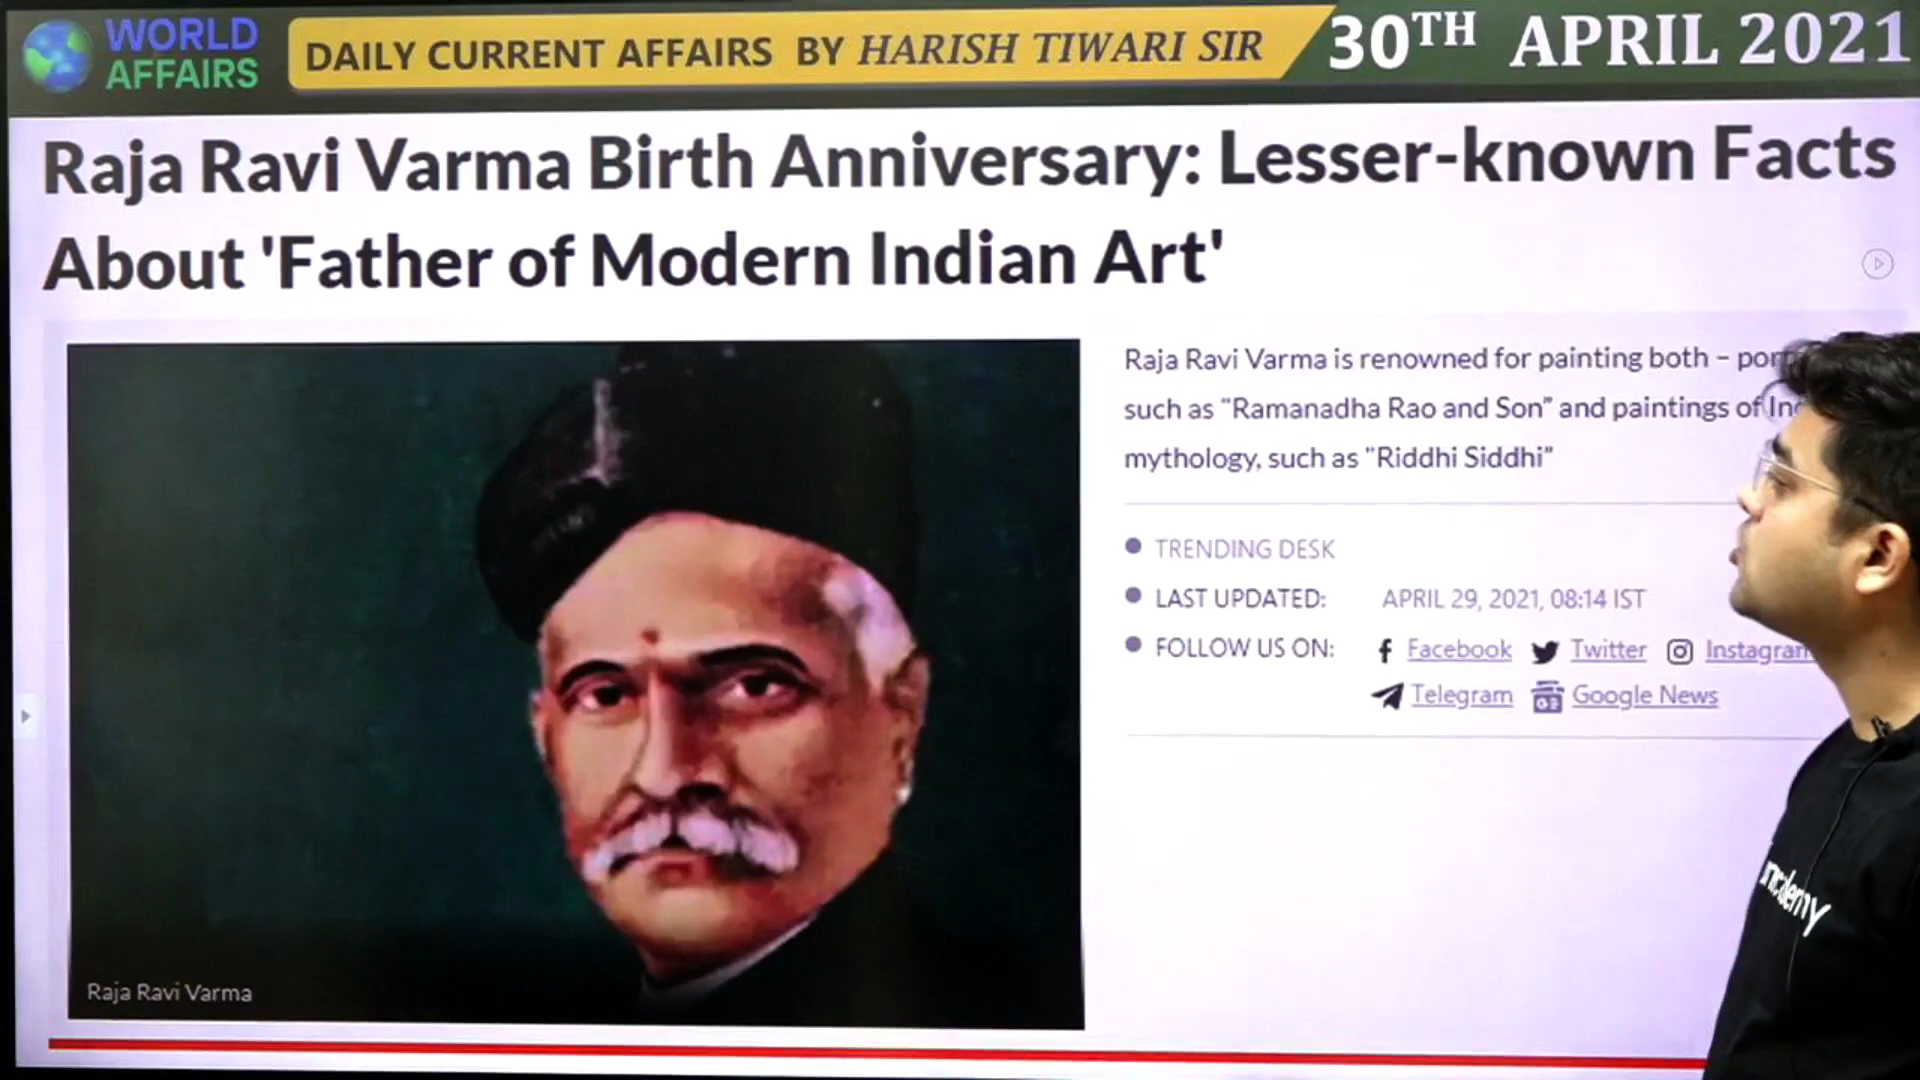 WORLD
AFFAIRS
DAILY CURRENT AFFAIRS BY HARISH TIWARI SIR
30TH APRIL 2021
Raja Ravi Varma Birth Anniversary: Lesser-known Facts
About 'Father of Modern Indian Art'
Raja Ravi Varma is renowned for painting both –
such as "Ramanadha Rao and Son” and paintings of
mythology, such as "Riddhi Siddhi”
TRENDING DESK
LAST UPDATED: APRIL 29, 2021, 08:14 IST
FOLLOW US ON: Facebook Twitter Instagram
Telegram Google News
Raja Ravi Varma